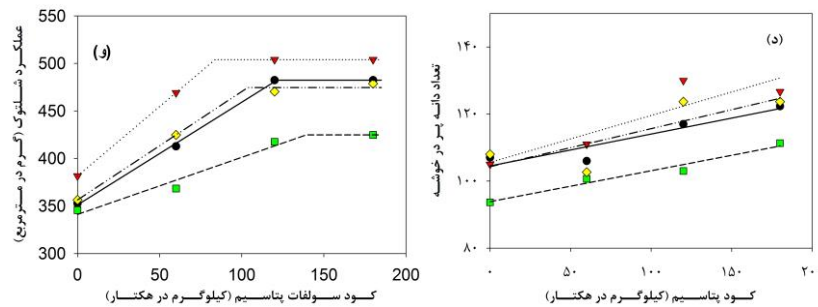 (و)
عملکرد شلتوک (گرم در مترمربع)
550
500
450
400
350
300
0 50 100 150 200
کود سولفات پتاسیم (کیلوگرم در هکتار)
(د)
تعداد دانه پر در خوشه
۱۴۰
۱۲۰
۱۰۰
۸۰
۰ ۵۰ ۱۰۰ ۱۵۰ ۲۰
کود پتاسیم (کیلوگرم در هکتار)